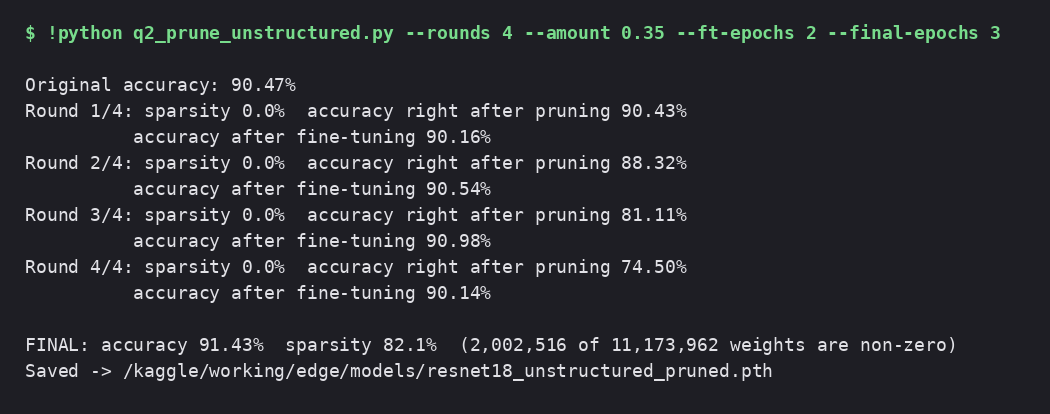 $ !python q2_prune_unstructured.py --rounds 4 --amount 0.35 --ft-epochs 2 --final-epochs 3
Original accuracy: 90.47%
Round 1/4: sparsity 0.0%  accuracy right after pruning 90.43%
accuracy after fine-tuning 90.16%
Round 2/4: sparsity 0.0%  accuracy right after pruning 88.32%
accuracy after fine-tuning 90.54%
Round 3/4: sparsity 0.0%  accuracy right after pruning 81.11%
accuracy after fine-tuning 90.98%
Round 4/4: sparsity 0.0%  accuracy right after pruning 74.50%
accuracy after fine-tuning 90.14%
FINAL: accuracy 91.43%  sparsity 82.1%  (2,002,516 of 11,173,962 weights are non-zero)
Saved -> /kaggle/working/edge/models/resnet18_unstructured_pruned.pth